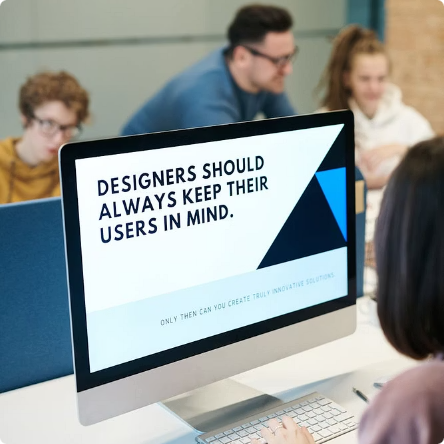 DESIGNERS SHOULD
ALWAYS KEEP THEIR
USERS IN MIND.
ONLY THEN CAN YOU CREATE TRULY INNOVATIVE SOLUTIONS